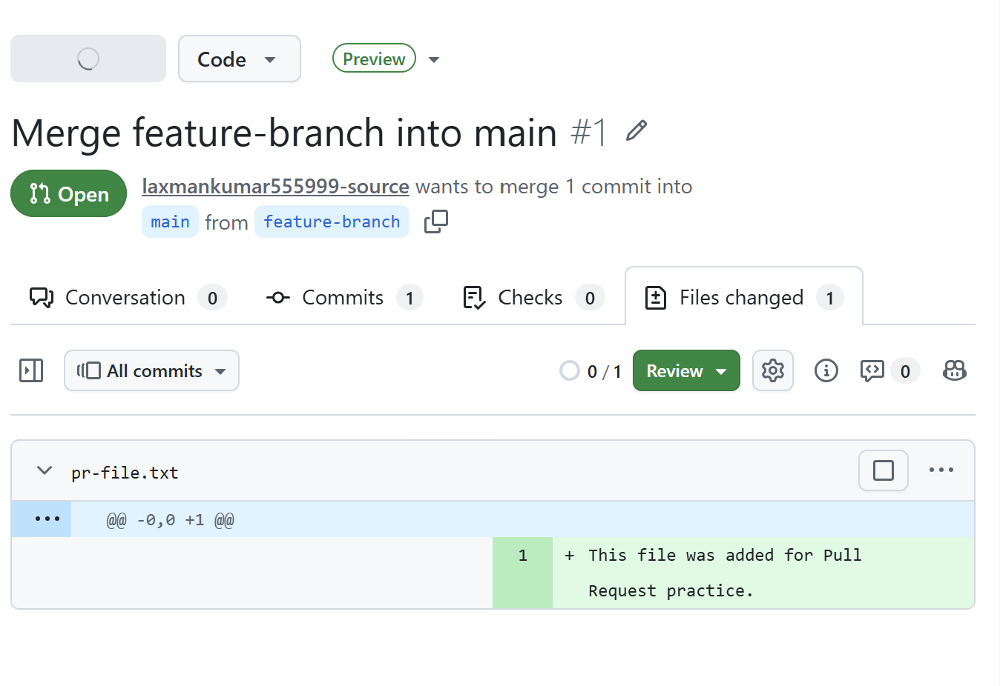 Code
Preview
Merge feature-branch into main #1
Open
laxmankumar555999-source wants to merge 1 commit into
main from feature-branch
Conversation 0
Commits 1
Checks 0
Files changed 1
All commits
0 / 1
Review
0
pr-file.txt
@@ -0,0 +1 @@
1 + This file was added for Pull
Request practice.